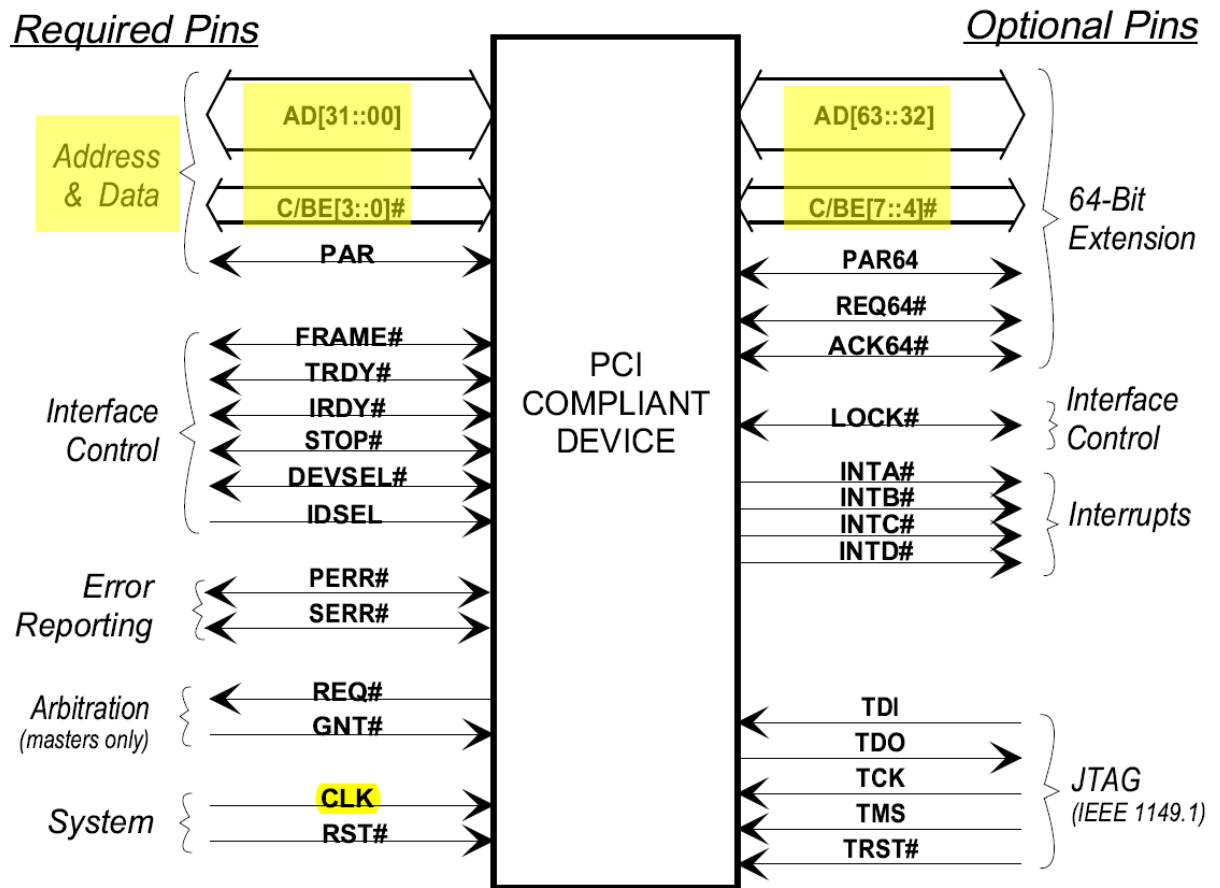 Required Pins
Optional Pins
Address
& Data
AD[31::00]
C/BE[3::0]#
PAR
Interface
Control
FRAME#
TRDY#
IRDY#
STOP#
DEVSEL#
IDSEL
Error
Reporting
PERR#
SERR#
Arbitration
(masters only)
REQ#
GNT#
System
CLK
RST#
PCI
COMPLIANT
DEVICE
AD[63::32]
C/BE[7::4]#
PAR64
REQ64#
ACK64#
64-Bit
Extension
LOCK#
Interface
Control
INTA#
INTB#
INTC#
INTD#
Interrupts
TDI
TDO
TCK
TMS
TRST#
JTAG
(IEEE 1149.1)